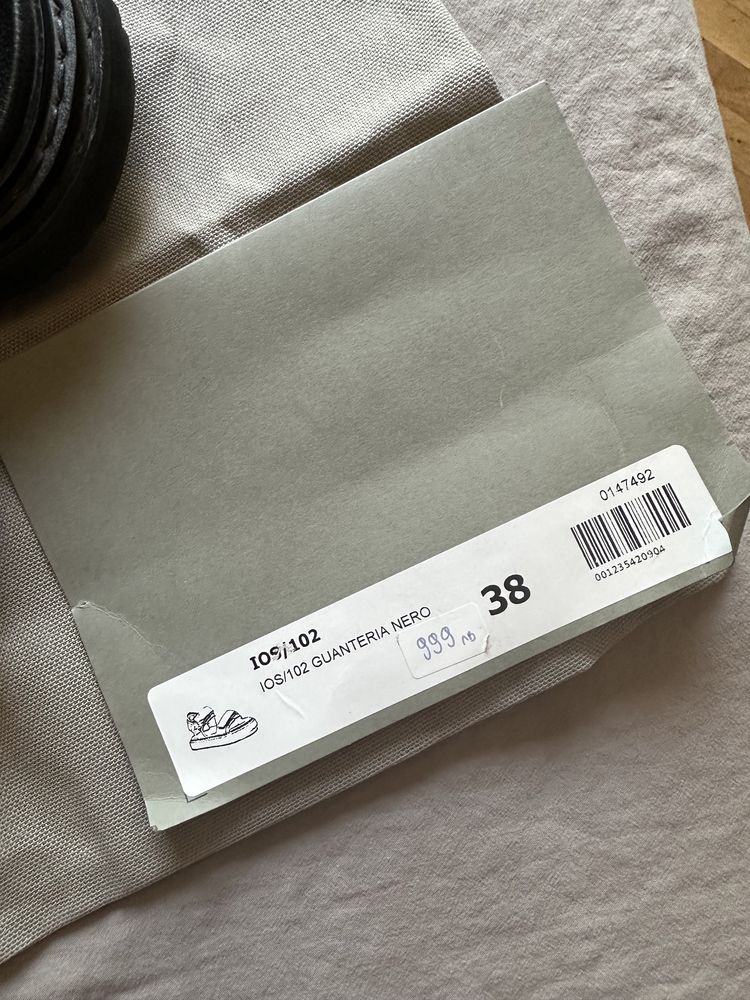 0147492
001235420904
38
IOS/102
IOS/102 GUANTERIA NERO
999 лв